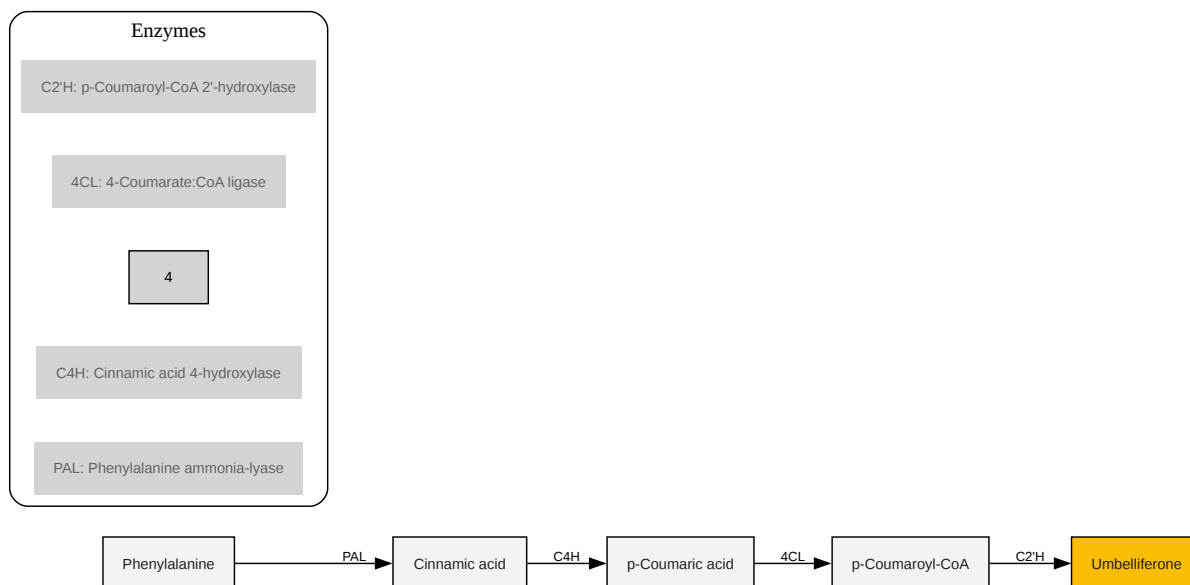 Enzymes
C2'H: p-Coumaroyl-CoA 2'-hydroxylase
4CL: 4-Coumarate:CoA ligase
4
C4H: Cinnamic acid 4-hydroxylase
PAL: Phenylalanine ammonia-lyase
Phenylalanine PAL Cinnamic acid C4H p-Coumaric acid 4CL p-Coumaroyl-CoA C2'H Umbelliferone